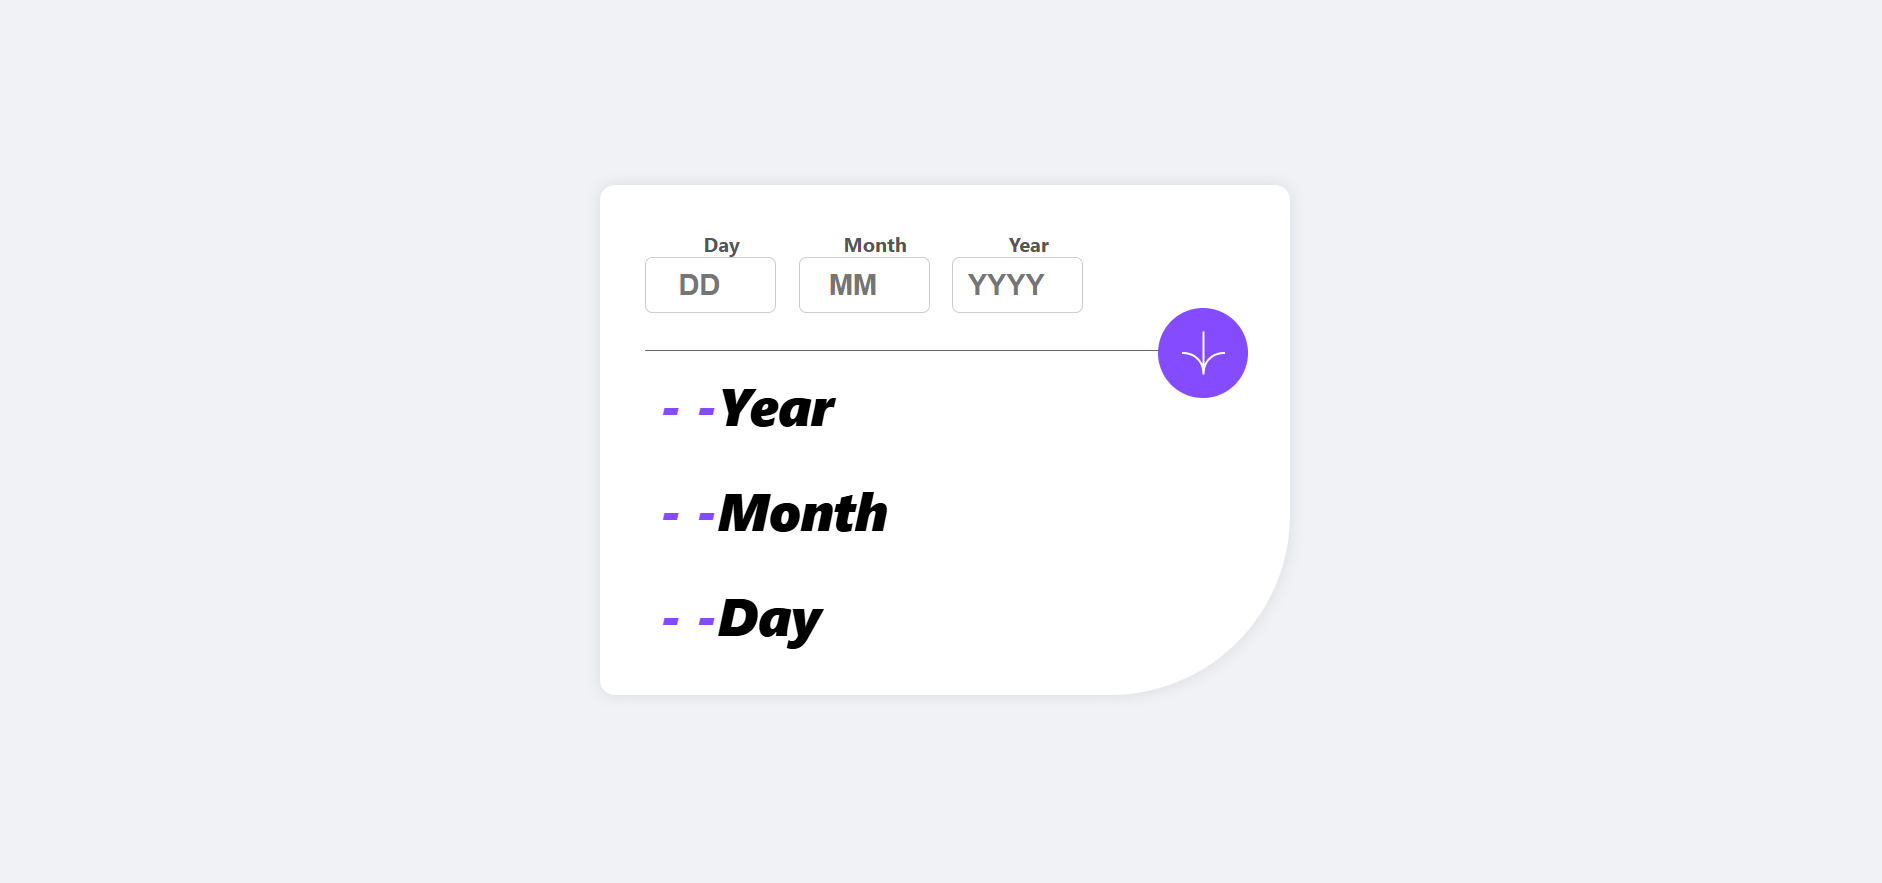 Day Month Year
DD MM YYYY
- -Year
- -Month
- -Day